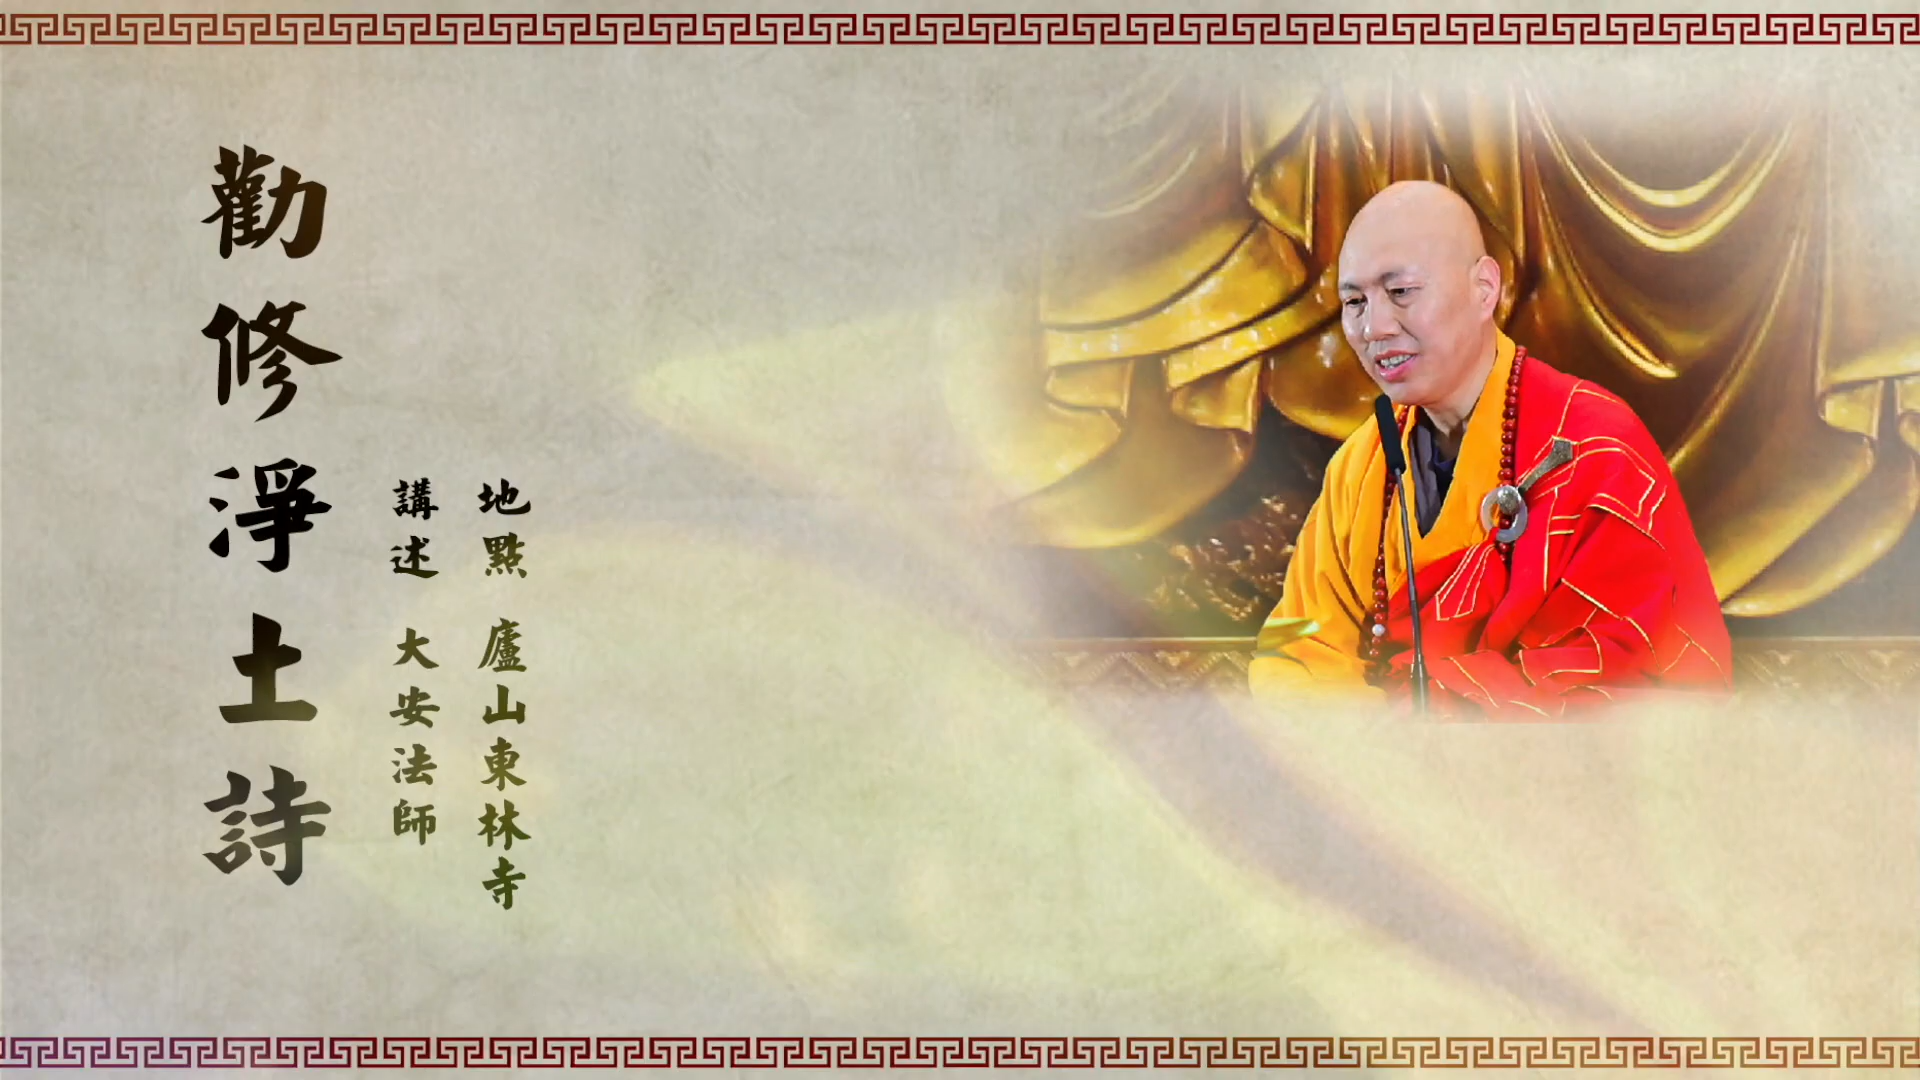 勸修淨土詩
講述 大安法師
地點 廬山東林寺